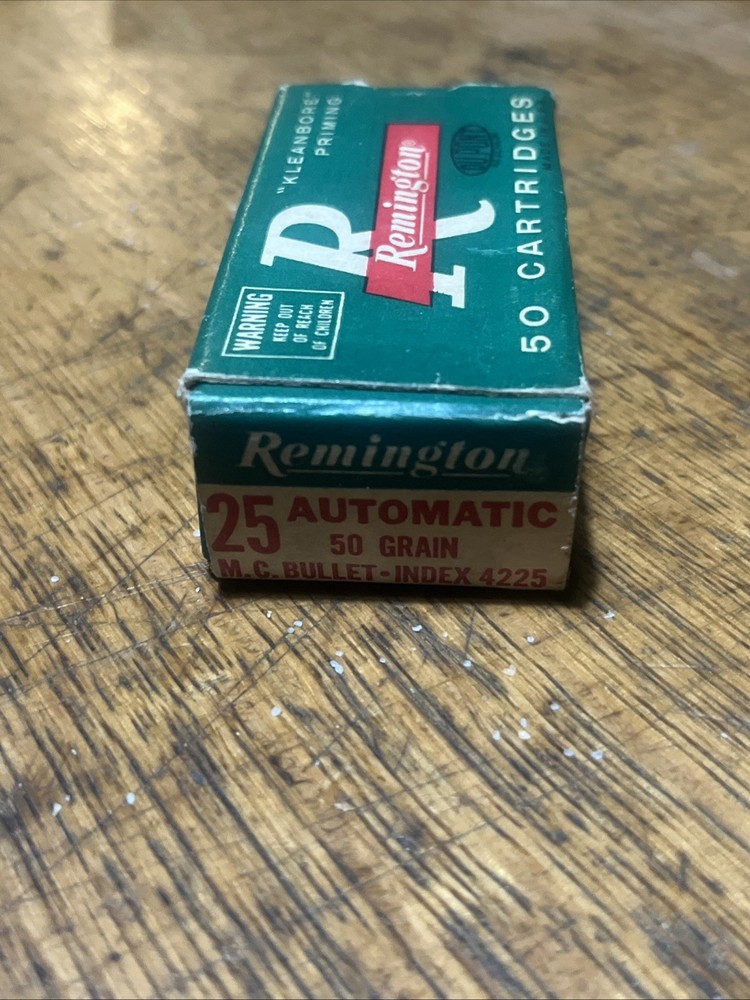 "KLEANBORE"
PRIMING
R
Remington®
DUPONT
50 CARTRIDGES
WARNING
KEEP OUT
OF REACH
OF CHILDREN
Remington
25 AUTOMATIC
50 GRAIN
M.C. BULLET•INDEX 4225